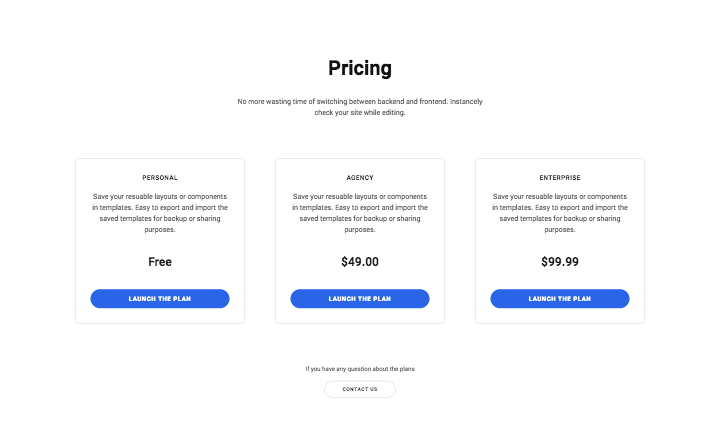 Pricing
No more wasting time of switching between backend and frontend. Instancely
check your site while editing.
PERSONAL
Save your resuable layouts or components
in templates. Easy to export and import the
saved templates for backup or sharing
purposes.
Free
LAUNCH THE PLAN
AGENCY
Save your resuable layouts or components
in templates. Easy to export and import the
saved templates for backup or sharing
purposes.
$49.00
LAUNCH THE PLAN
ENTERPRISE
Save your resuable layouts or components
in templates. Easy to export and import the
saved templates for backup or sharing
purposes.
$99.99
LAUNCH THE PLAN
If you have any question about the plans
CONTACT US